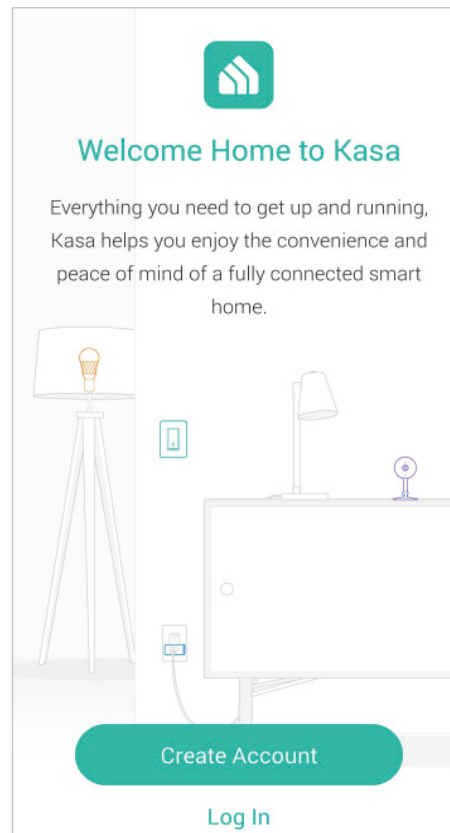 Welcome Home to Kasa
Everything you need to get up and running,
Kasa helps you enjoy the convenience and
peace of mind of a fully connected smart
home.
Create Account
Log In